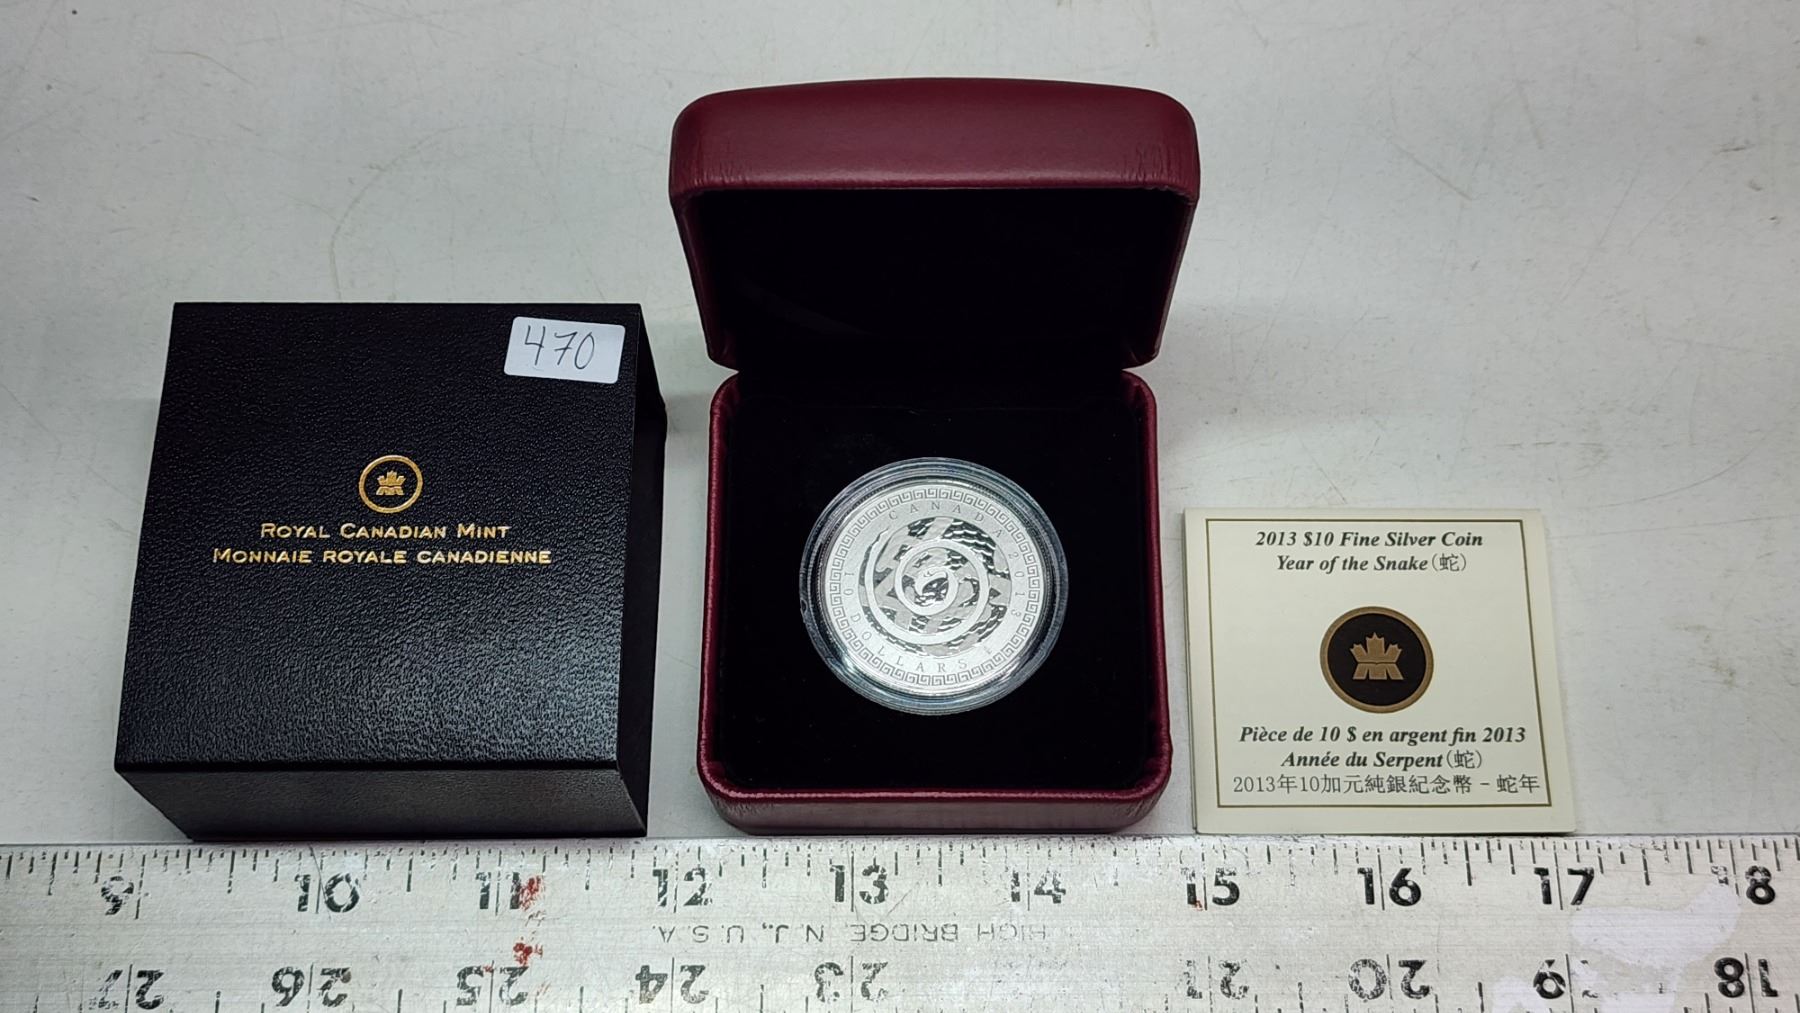 470
ROYAL CANADIAN MINT
MONNAIE ROYALE CANADIENNE
CANADA 2013
10 DOLLARS
2013 $10 Fine Silver Coin
Year of the Snake (蛇)
Pièce de 10 $ en argent fin 2013
Année du Serpent (蛇)
2013年10加元純銀紀念幣 - 蛇年
9 10 11 12 13 14 15 16 17 18
HIGH BRIDGE, N.J., U.S.A.
27 26 25 24 23 21 20 19 18